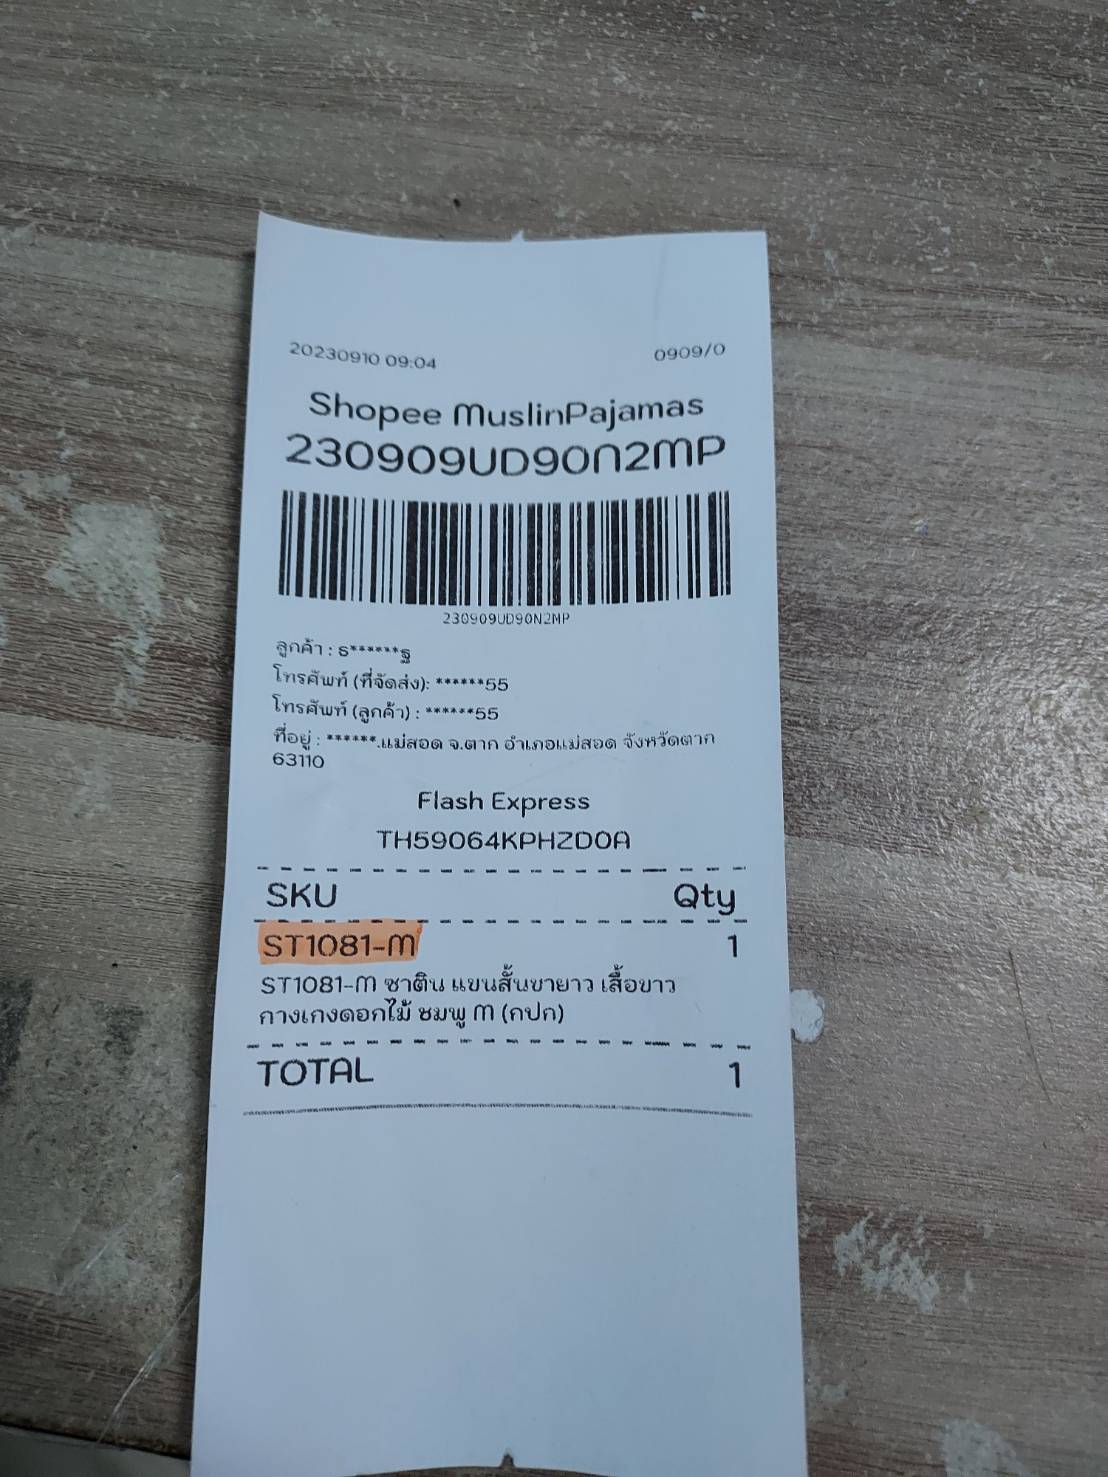 20230910 09:04 0909/0
Shopee MuslinPajamas
230909UD90N2MP
230909UD90N2MP
ลูกค้า : ธ******ฐ
โทรศัพท์ (ที่จัดส่ง): ******55
โทรศัพท์ (ลูกค้า) : ******55
ที่อยู่ : ******.แม่สอด จ.ตาก อำเภอแม่สอด จังหวัดตาก
63110
Flash Express
TH59064KPHZD0A
SKU Qty
ST1081-M 1
ST1081-M ซาติน แขนสั้นขายาว เสื้อขาว
กางเกงดอกไม้ ชมพู M (กปก)
TOTAL 1